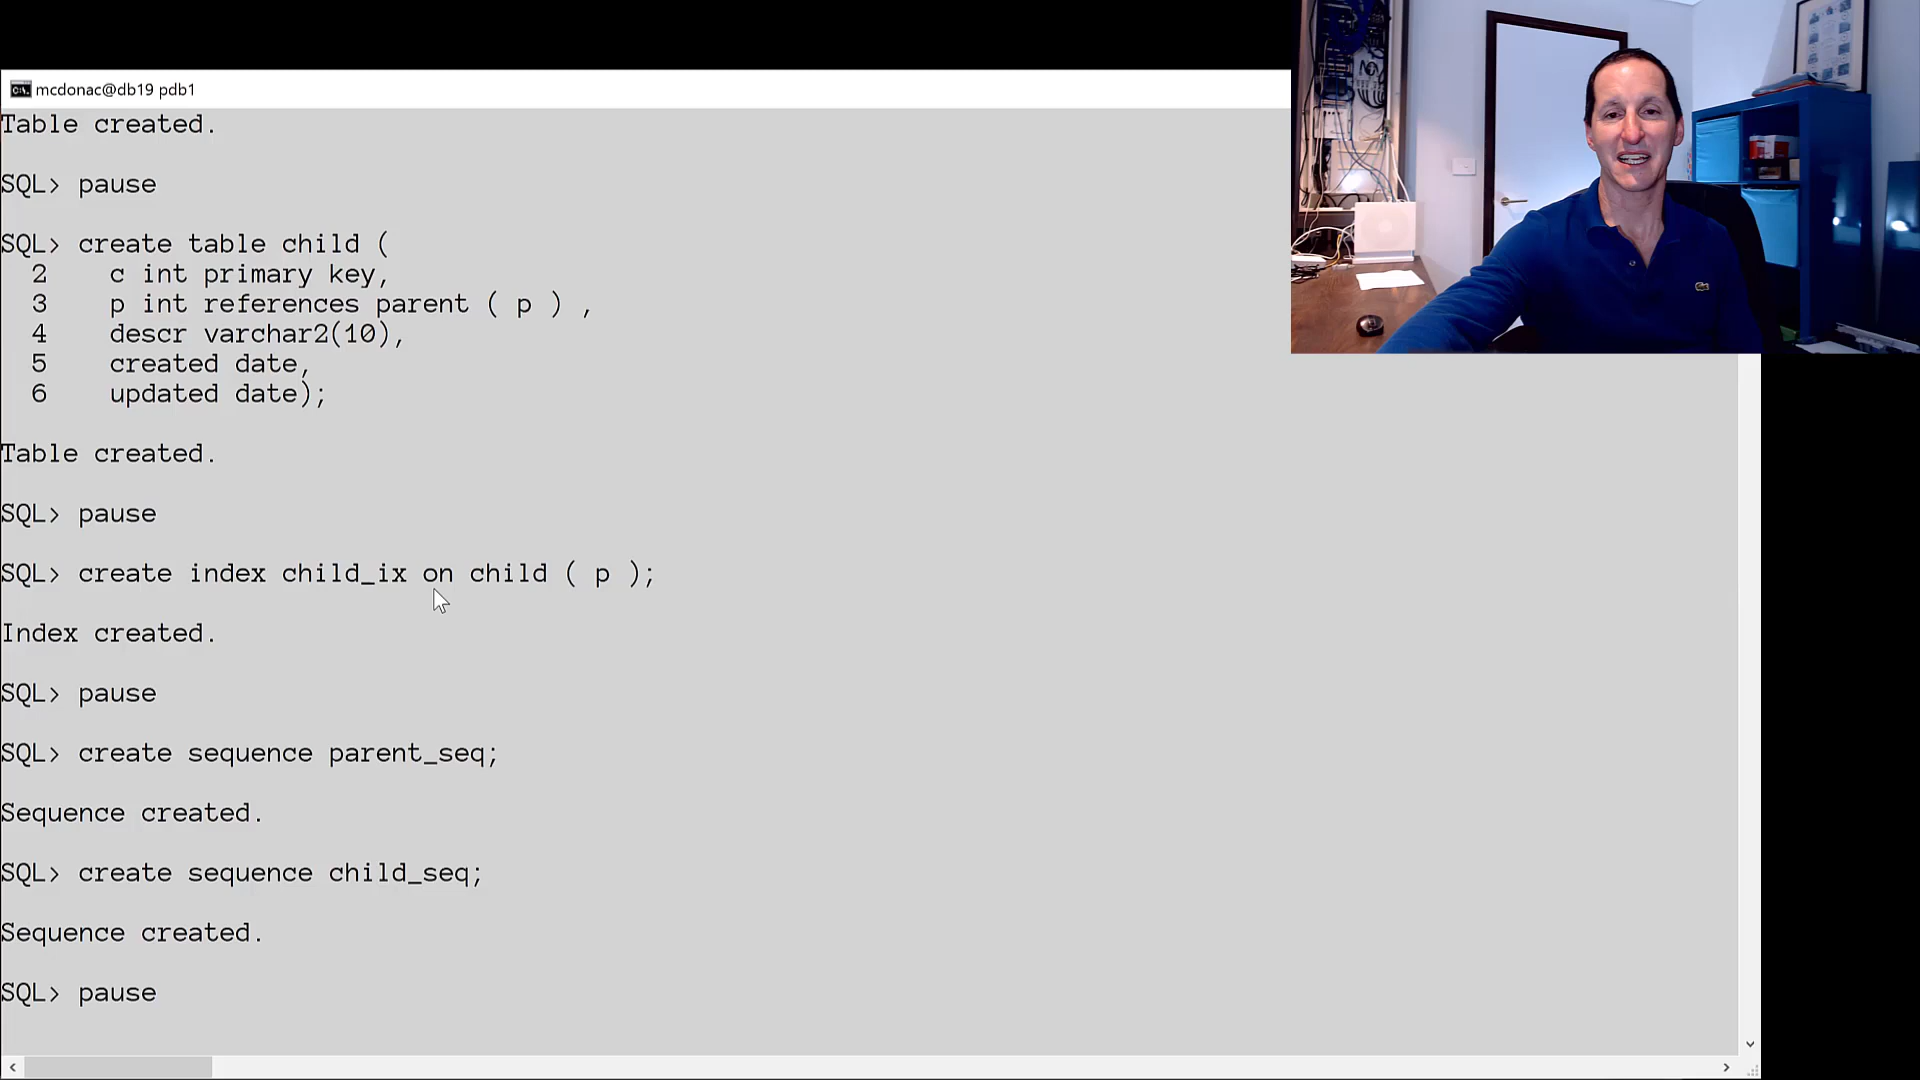 mcdonac@db19 pdb1
Table created.
SQL> pause
SQL> create table child (
2 c int primary key,
3 p int references parent ( p ) ,
4 descr varchar2(10),
5 created date,
6 updated date);
Table created.
SQL> pause
SQL> create index child_ix on child ( p );
Index created.
SQL> pause
SQL> create sequence parent_seq;
Sequence created.
SQL> create sequence child_seq;
Sequence created.
SQL> pause